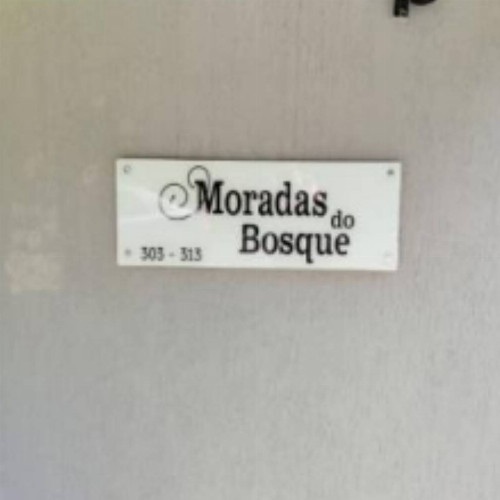 Moradas
do
Bosque
303 - 313